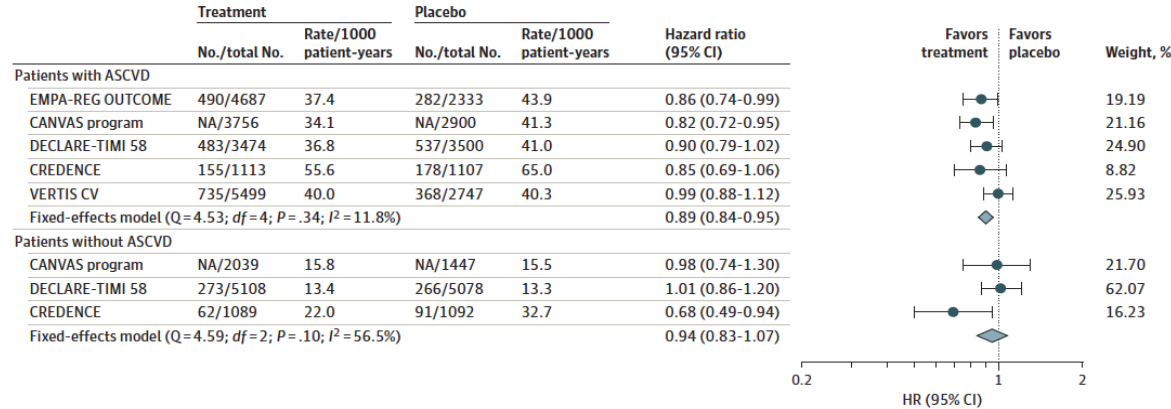 Treatment Placebo
No./total No. Rate/1000 patient-years No./total No. Rate/1000 patient-years Hazard ratio (95% CI) Favors treatment Favors placebo Weight, %
Patients with ASCVD
EMPA-REG OUTCOME 490/4687 37.4 282/2333 43.9 0.86 (0.74-0.99) 19.19
CANVAS program NA/3756 34.1 NA/2900 41.3 0.82 (0.72-0.95) 21.16
DECLARE-TIMI 58 483/3474 36.8 537/3500 41.0 0.90 (0.79-1.02) 24.90
CREDENCE 155/1113 55.6 178/1107 65.0 0.85 (0.69-1.06) 8.82
VERTIS CV 735/5499 40.0 368/2747 40.3 0.99 (0.88-1.12) 25.93
Fixed-effects model (Q = 4.53; df = 4; P = .34; I² = 11.8%) 0.89 (0.84-0.95)
Patients without ASCVD
CANVAS program NA/2039 15.8 NA/1447 15.5 0.98 (0.74-1.30) 21.70
DECLARE-TIMI 58 273/5108 13.4 266/5078 13.3 1.01 (0.86-1.20) 62.07
CREDENCE 62/1089 22.0 91/1092 32.7 0.68 (0.49-0.94) 16.23
Fixed-effects model (Q = 4.59; df = 2; P = .10; I² = 56.5%) 0.94 (0.83-1.07)
0.2 1 2
HR (95% CI)